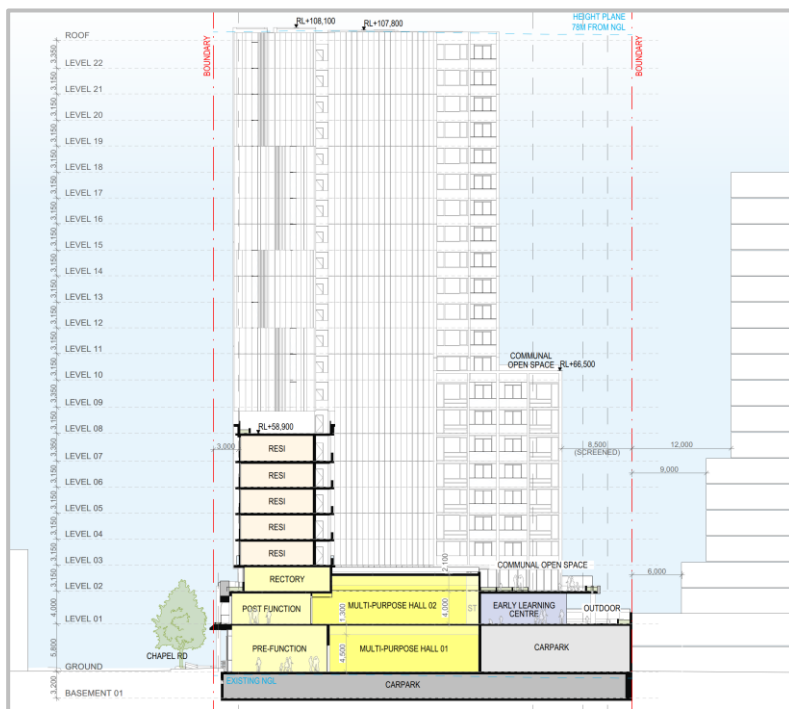 RL+108,100
RL+107,800
HEIGHT PLANE
78M FROM NGL
BOUNDARY
BOUNDARY
ROOF
3,350
LEVEL 22
3,150
LEVEL 21
3,150
LEVEL 20
3,150
LEVEL 19
3,150
LEVEL 18
3,150
LEVEL 17
3,150
LEVEL 16
3,150
LEVEL 15
3,150
LEVEL 14
3,150
LEVEL 13
3,150
LEVEL 12
3,150
LEVEL 11
3,150
LEVEL 10
3,350
LEVEL 09
3,150
LEVEL 08
3,150
LEVEL 07
3,150
LEVEL 06
3,150
LEVEL 05
3,150
LEVEL 04
3,150
LEVEL 03
3,150
LEVEL 02
4,000
LEVEL 01
5,800
GROUND
3,200
BASEMENT 01
COMMUNAL
OPEN SPACE
RL+66,500
RL+58,900
3,000
8,500
(SCREENED)
12,000
9,000
6,000
RESI
RESI
RESI
RESI
RESI
2,100
COMMUNAL OPEN SPACE
RECTORY
POST FUNCTION
MULTI-PURPOSE HALL 02
1,300
4,000
ST
EARLY LEARNING
CENTRE
OUTDOOR
CHAPEL RD
PRE-FUNCTION
4,500
MULTI-PURPOSE HALL 01
CARPARK
EXISTING NGL
CARPARK